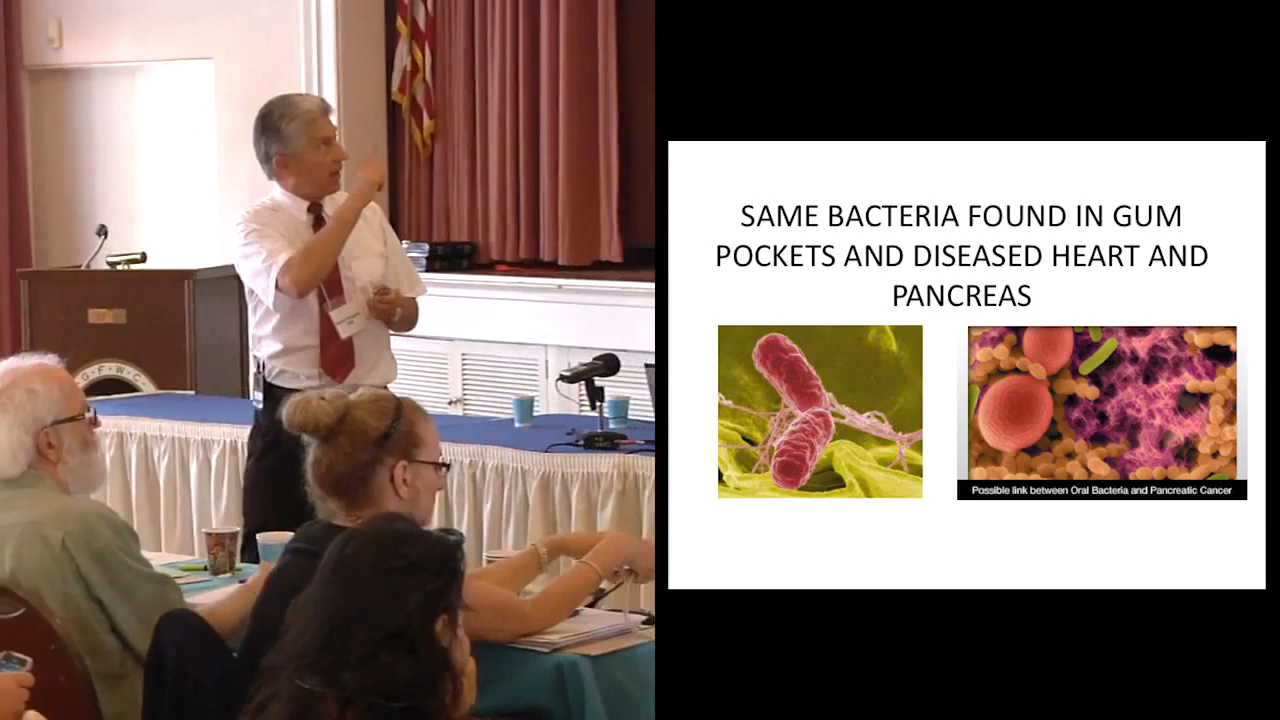 SAME BACTERIA FOUND IN GUM
POCKETS AND DISEASED HEART AND
PANCREAS
Possible link between Oral Bacteria and Pancreatic Cancer
G.F.W.C.